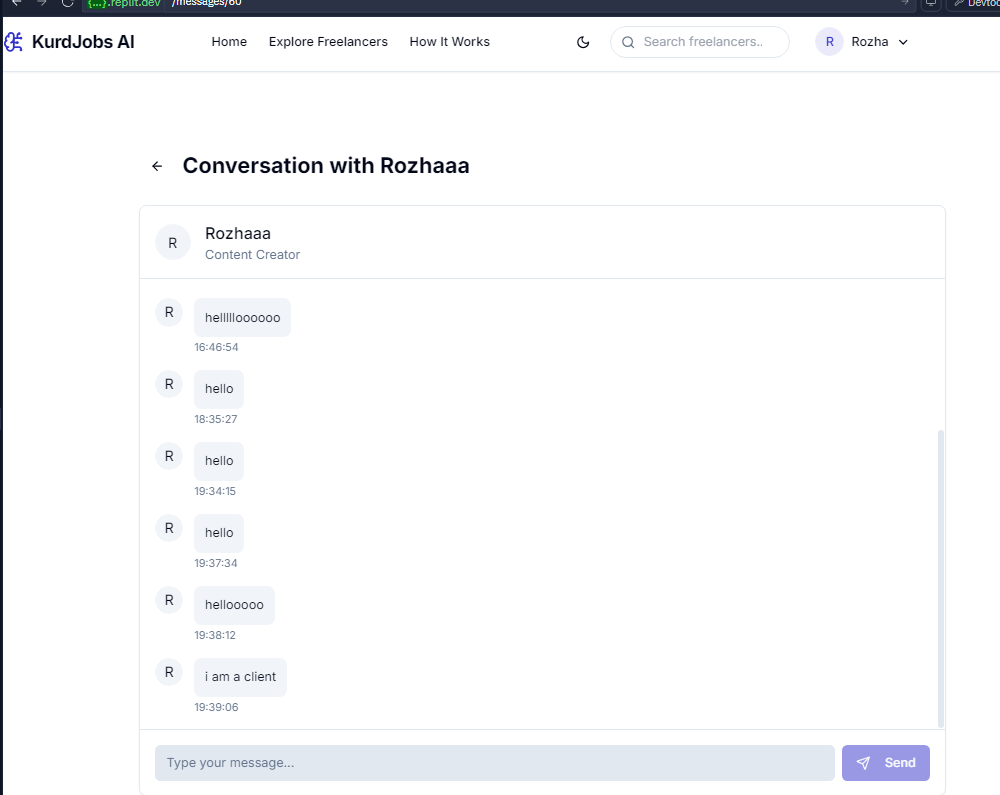 {...}.replit.dev /messages/60 Devtoo
KurdJobs AI Home Explore Freelancers How It Works Search freelancers.. R Rozha
Conversation with Rozhaaa
R Rozhaaa
Content Creator
R hellllloooooo
16:46:54
R hello
18:35:27
R hello
19:34:15
R hello
19:37:34
R hellooooo
19:38:12
R i am a client
19:39:06
Type your message... Send